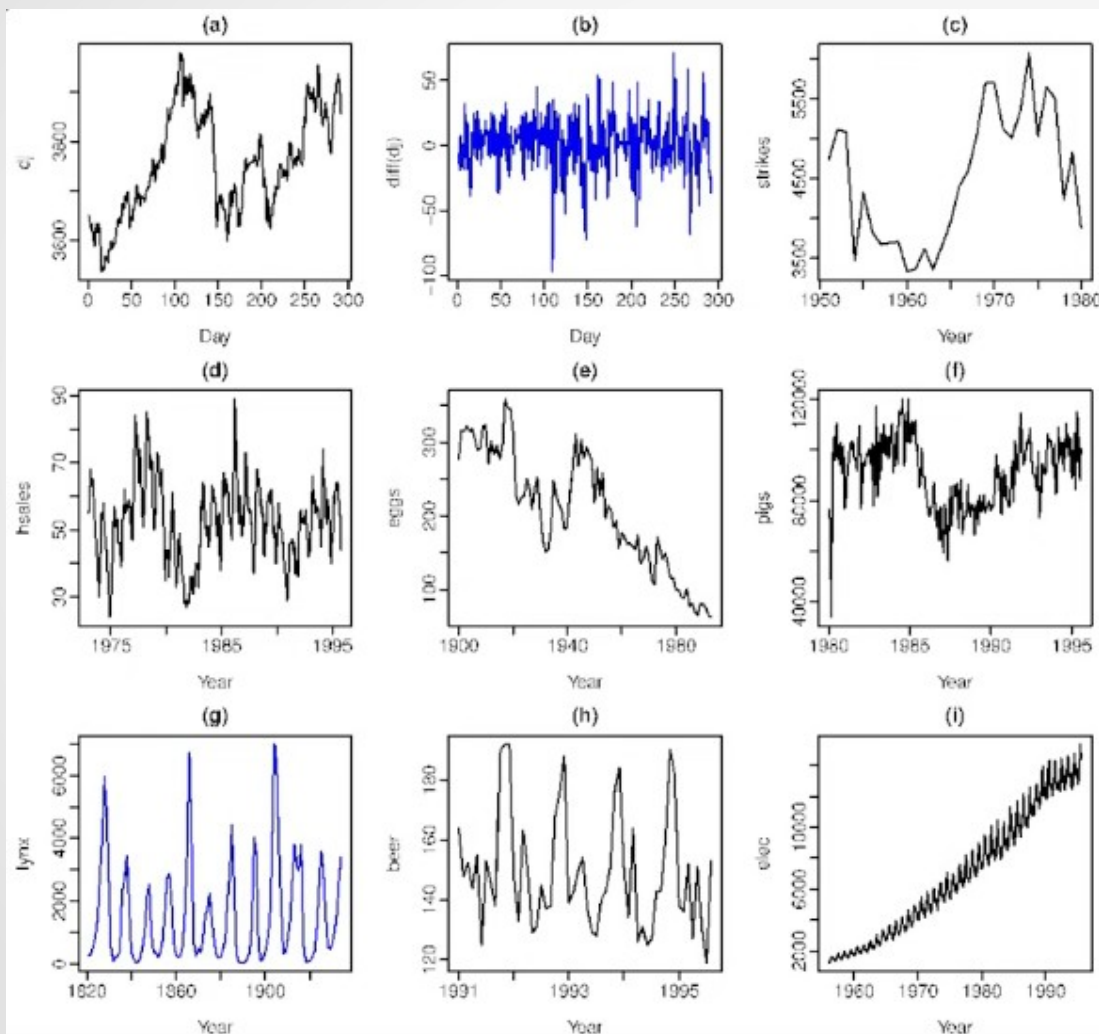 (a)
dj
3600 3800
0 50 100 150 200 250 300
Day
(b)
diff(dj)
−100 −50 0 50
0 50 100 150 200 250 300
Day
(c)
strikes
3500 4500 5500
1950 1960 1970 1980
Year
(d)
hsales
30 50 70 90
1975 1985 1995
Year
(e)
eggs
100 200 300
1900 1940 1980
Year
(f)
pigs
40000 80000 120000
1980 1985 1990 1995
Year
(g)
lynx
0 2000 4000 6000
1820 1860 1900
Year
(h)
beer
120 140 160 180
1991 1993 1995
Year
(i)
elec
2000 6000 10000
1960 1970 1980 1990
Year